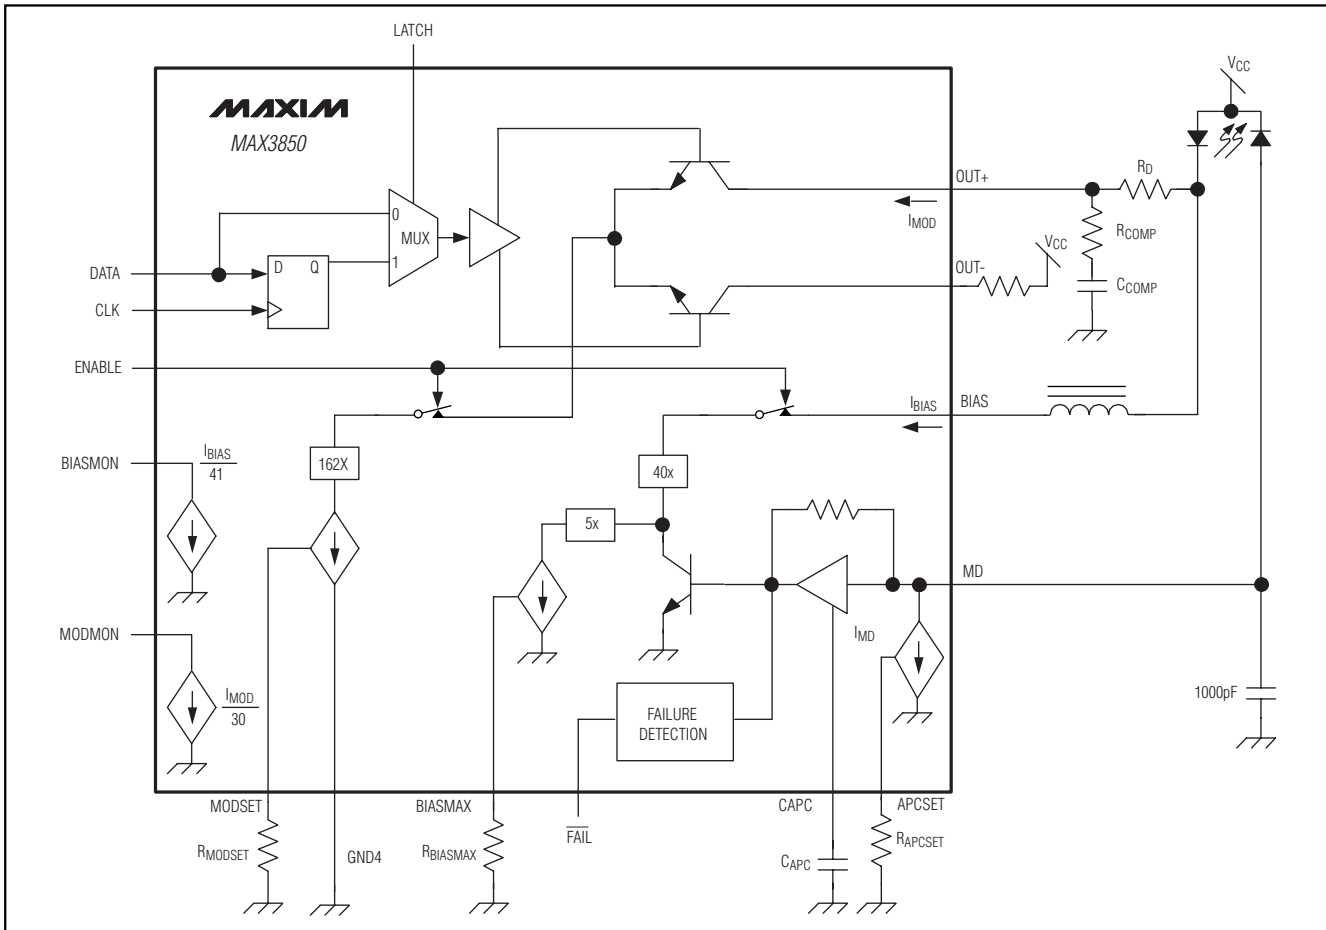 LATCH
VCC
MAXIM
MAX3850
OUT+
RD
IMOD
0
MUX
RCOMP
VCC
DATA
D Q
1
OUT-
CCOMP
CLK
ENABLE
IBIAS
BIAS
BIASMON
IBIAS
41
162X
40x
5x
MD
MODMON
IMD
IMOD
30
FAILURE
DETECTION
1000pF
MODSET
BIASMAX
FAIL
CAPC
APCSET
RMODSET
GND4
RBIASMAX
CAPC
RAPCSET